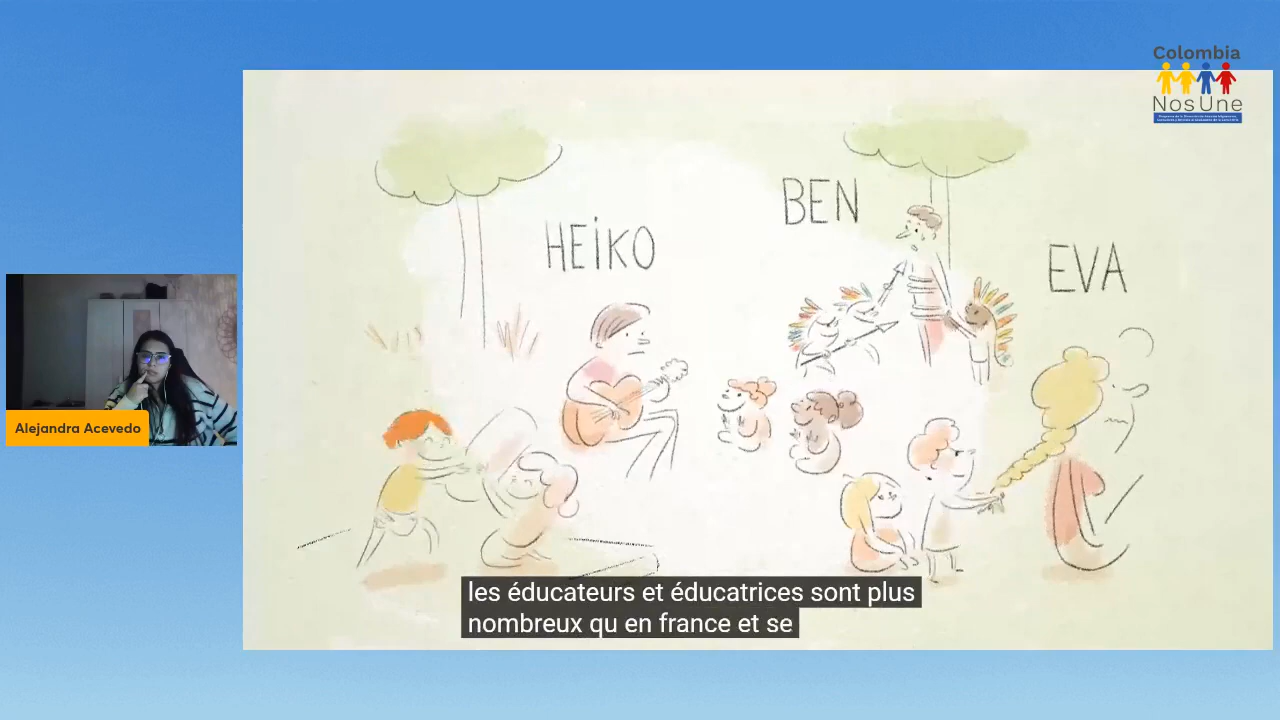 Colombia
NosUne
BEN
HEiKO
EVA
Alejandra Acevedo
les éducateurs et éducatrices sont plus
nombreux qu en france et se